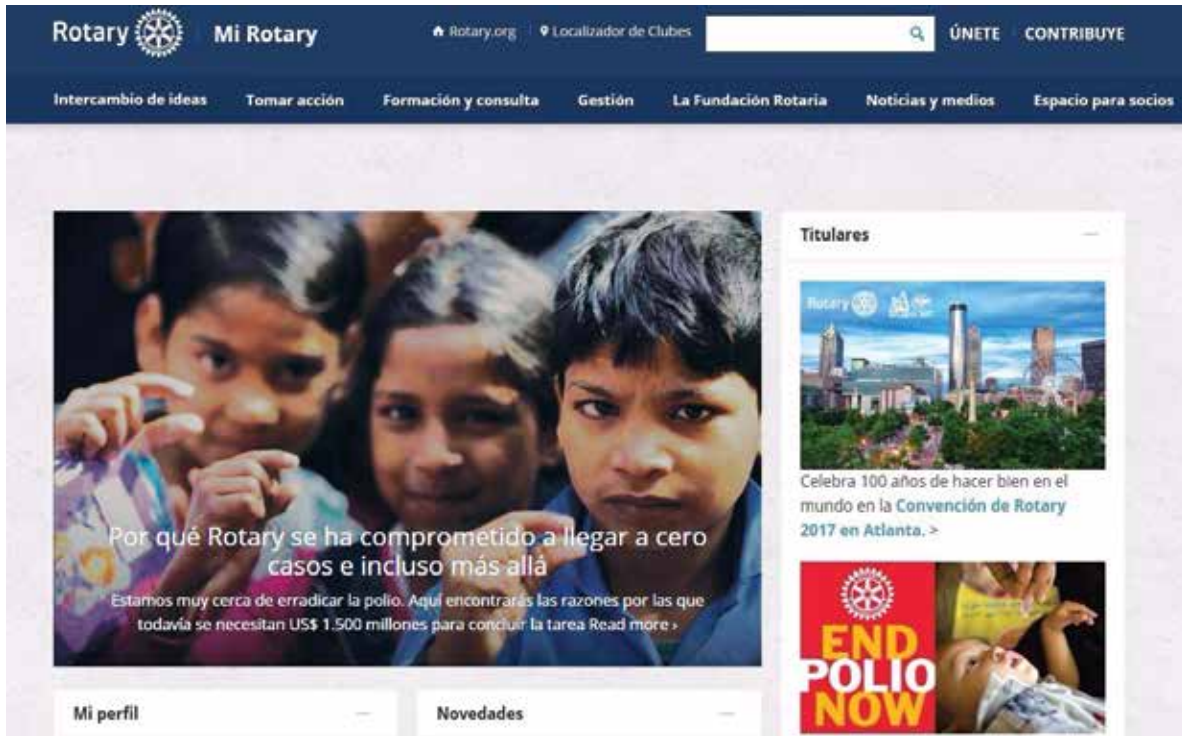 Rotary
Mi Rotary
Rotary.org
Localizador de Clubes
ÚNETE
CONTRIBUYE
Intercambio de ideas
Tomar acción
Formación y consulta
Gestión
La Fundación Rotaria
Noticias y medios
Espacio para socios
Por qué Rotary se ha comprometido a llegar a cero
casos e incluso más allá
Estamos muy cerca de erradicar la polio. Aquí encontrarás las razones por las que
todavía se necesitan US$ 1.500 millones para concluir la tarea Read more ›
Titulares
Rotary
Celebra 100 años de hacer bien en el
mundo en la Convención de Rotary
2017 en Atlanta. >
END
POLIO
NOW
Mi perfil
Novedades